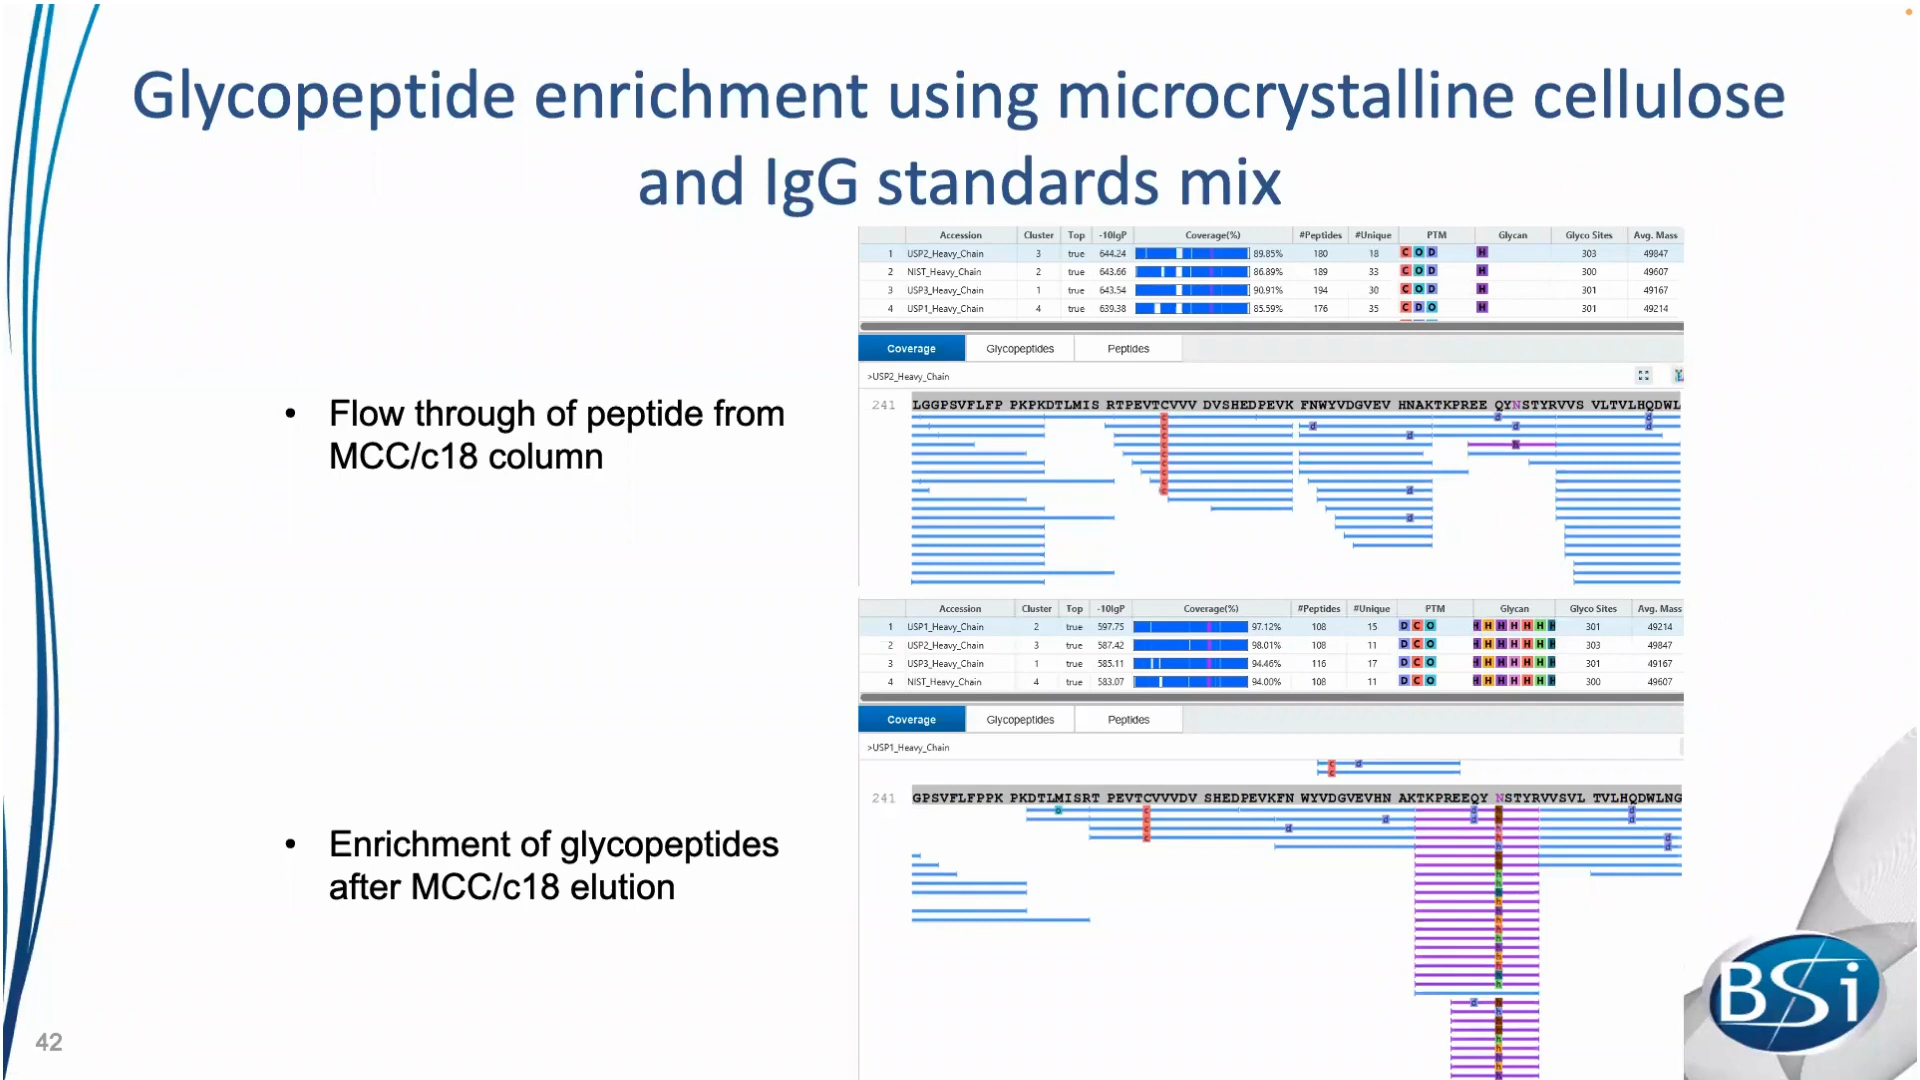 Glycopeptide enrichment using microcrystalline cellulose
and IgG standards mix
Accession Cluster Top -10lgP Coverage(%) #Peptides #Unique PTM Glycan Glyco Sites Avg. Mass
1 USP2_Heavy_Chain 3 true 644.24 89.85% 180 18 C O D H 303 49847
2 NIST_Heavy_Chain 2 true 643.66 86.89% 189 33 C O D H 300 49607
3 USP3_Heavy_Chain 1 true 643.54 90.91% 194 30 C O D H 301 49167
4 USP1_Heavy_Chain 4 true 639.38 85.59% 176 35 C D O H 301 49214
Coverage Glycopeptides Peptides
>USP2_Heavy_Chain
241 LGGPSVFLFP PKPKDTLMIS RTPEVTCVVV DVSHEDPEVK FNWYVDGVEV HNAKTKPREE QYNSTYRVVS VLTVLHQDWL
• Flow through of peptide from
MCC/c18 column
Accession Cluster Top -10lgP Coverage(%) #Peptides #Unique PTM Glycan Glyco Sites Avg. Mass
1 USP1_Heavy_Chain 2 true 597.75 97.12% 108 15 D C O H H H H H H H 301 49214
2 USP2_Heavy_Chain 3 true 587.42 98.01% 108 11 D C O H H H H H H H 303 49847
3 USP3_Heavy_Chain 1 true 585.11 94.46% 116 17 D C O H H H H H H H 301 49167
4 NIST_Heavy_Chain 4 true 583.07 94.00% 108 11 D C O H H H H H H H 300 49607
Coverage Glycopeptides Peptides
>USP1_Heavy_Chain
241 GPSVFLFPPK PKDTLMISRT PEVTCVVVDV SHEDPEVKFN WYVDGVEVHN AKTKPREEQY NSTYRVVSVL TVLHQDWLNG
• Enrichment of glycopeptides
after MCC/c18 elution
BSi
42